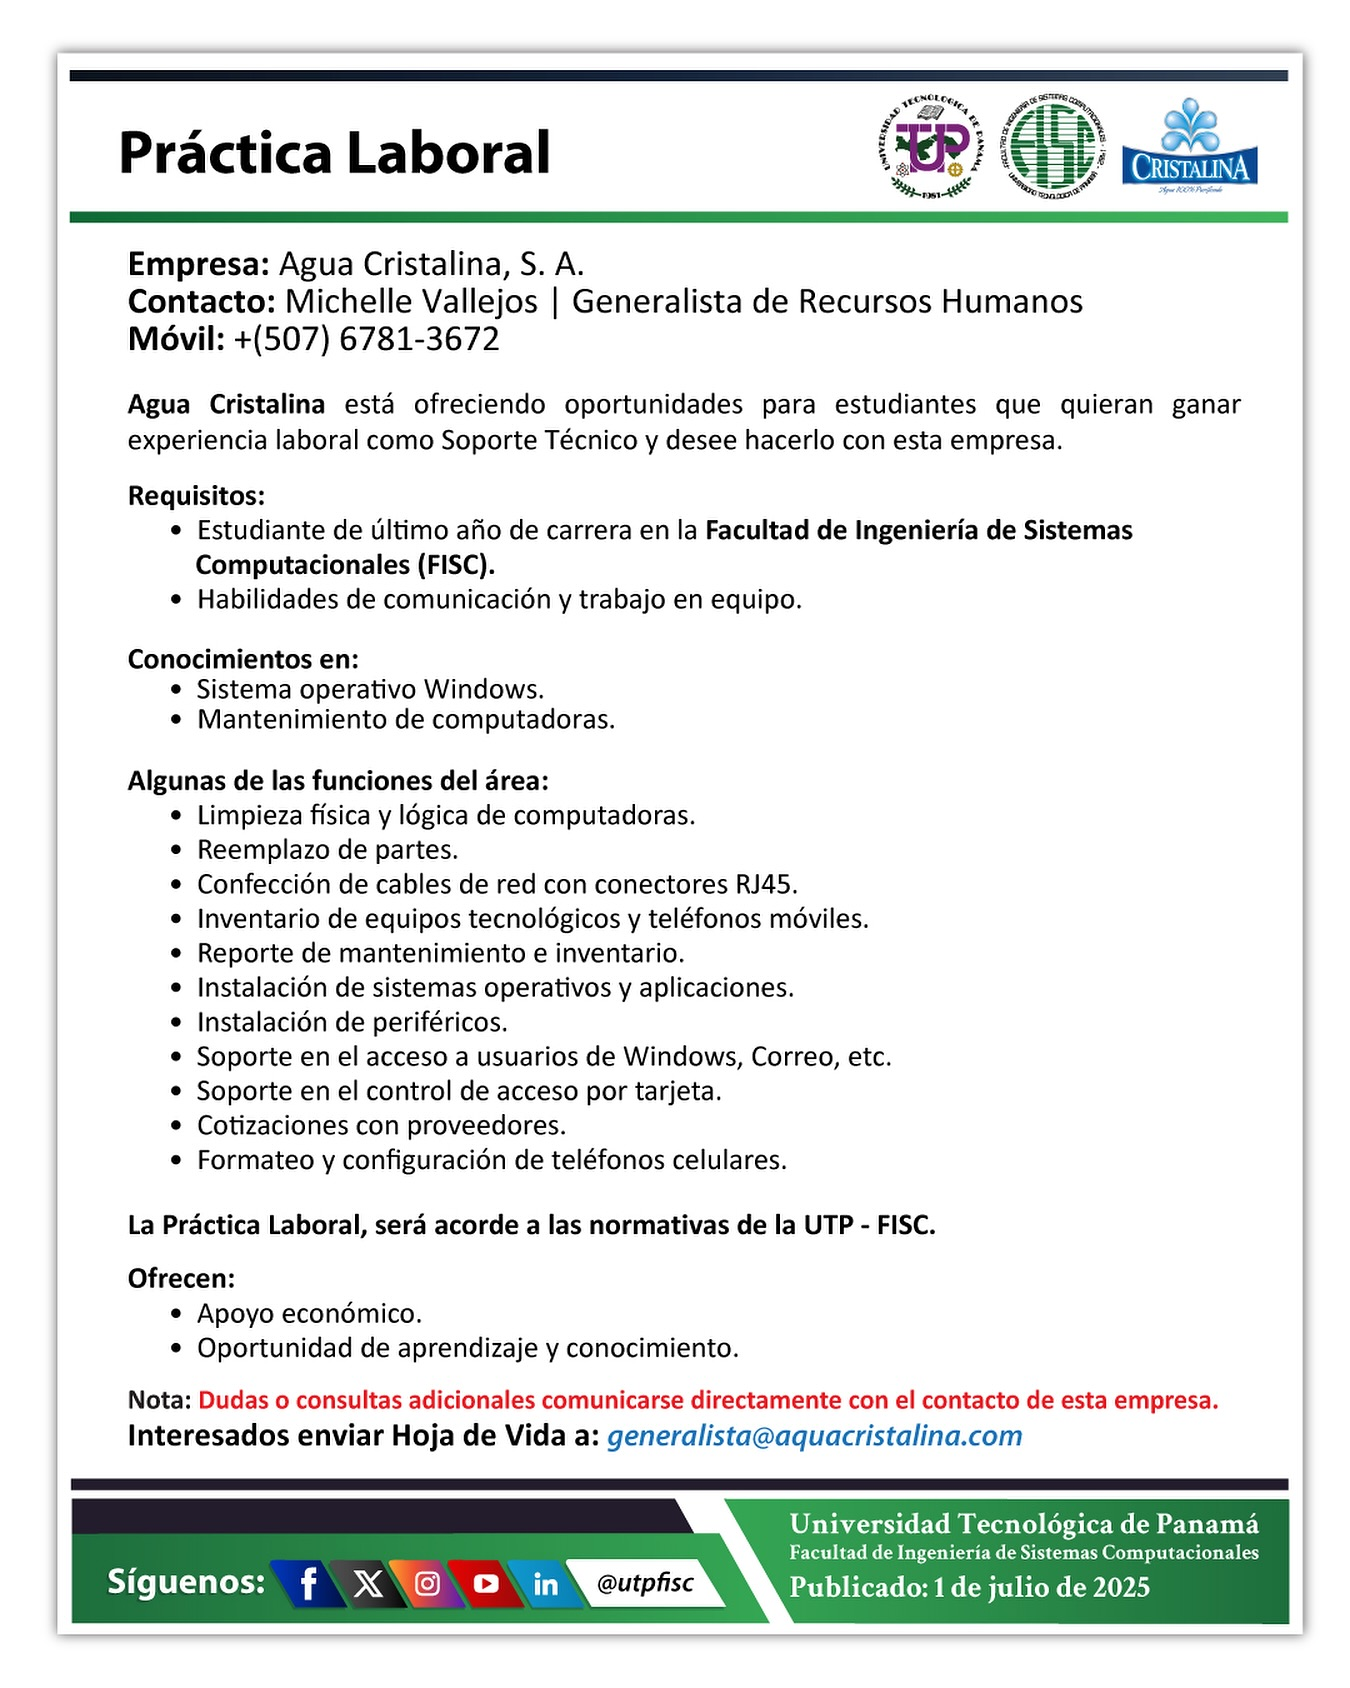 Práctica Laboral
UNIVERSIDAD TECNOLÓGICA DE PANAMÁ
UTP
1981
FACULTAD DE INGENIERÍA DE SISTEMAS COMPUTACIONALES - 1982
FISC
UNIVERSIDAD TECNOLÓGICA DE PANAMÁ
CRISTALINA
Agua 100% Purificada
Empresa: Agua Cristalina, S. A.
Contacto: Michelle Vallejos | Generalista de Recursos Humanos
Móvil: +(507) 6781-3672
Agua Cristalina está ofreciendo oportunidades para estudiantes que quieran ganar
experiencia laboral como Soporte Técnico y desee hacerlo con esta empresa.
Requisitos:
• Estudiante de último año de carrera en la Facultad de Ingeniería de Sistemas
Computacionales (FISC).
• Habilidades de comunicación y trabajo en equipo.
Conocimientos en:
• Sistema operativo Windows.
• Mantenimiento de computadoras.
Algunas de las funciones del área:
• Limpieza física y lógica de computadoras.
• Reemplazo de partes.
• Confección de cables de red con conectores RJ45.
• Inventario de equipos tecnológicos y teléfonos móviles.
• Reporte de mantenimiento e inventario.
• Instalación de sistemas operativos y aplicaciones.
• Instalación de periféricos.
• Soporte en el acceso a usuarios de Windows, Correo, etc.
• Soporte en el control de acceso por tarjeta.
• Cotizaciones con proveedores.
• Formateo y configuración de teléfonos celulares.
La Práctica Laboral, será acorde a las normativas de la UTP - FISC.
Ofrecen:
• Apoyo económico.
• Oportunidad de aprendizaje y conocimiento.
Nota: Dudas o consultas adicionales comunicarse directamente con el contacto de esta empresa.
Interesados enviar Hoja de Vida a: generalista@aquacristalina.com
Síguenos: @utpfisc
Universidad Tecnológica de Panamá
Facultad de Ingeniería de Sistemas Computacionales
Publicado: 1 de julio de 2025